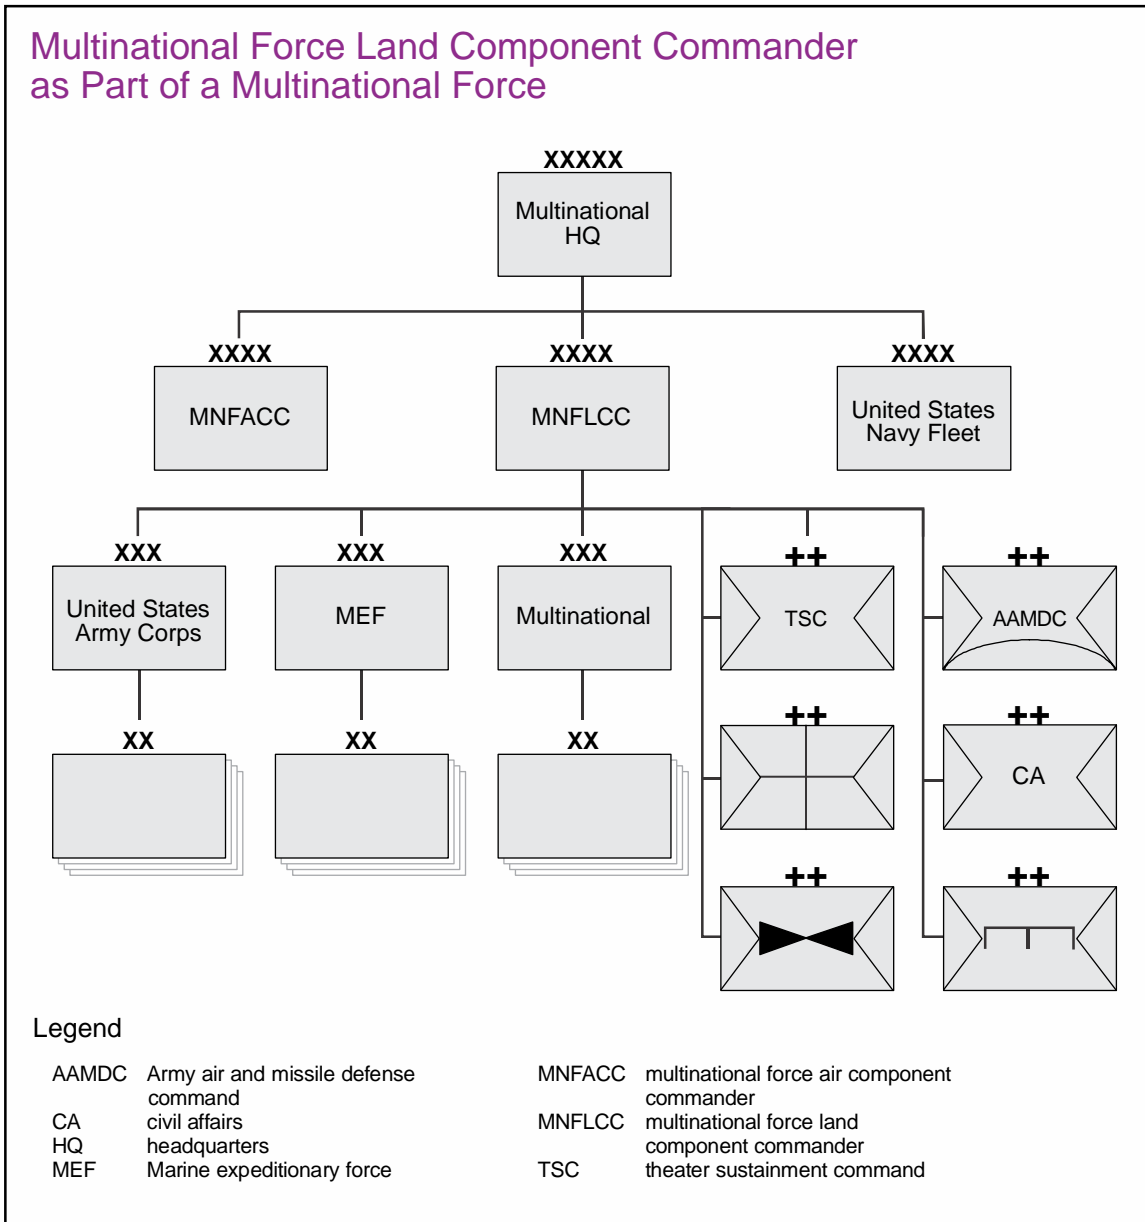 Multinational Force Land Component Commander
as Part of a Multinational Force
XXXXX
Multinational
HQ
XXXX
MNFACC
XXXX
MNFLCC
XXXX
United States
Navy Fleet
XXX
United States
Army Corps
XXX
MEF
XXX
Multinational
++
TSC
++
AAMDC
XX
XX
XX
++
++
CA
++
++
Legend
AAMDC Army air and missile defense
command
CA civil affairs
HQ headquarters
MEF Marine expeditionary force
MNFACC multinational force air component
commander
MNFLCC multinational force land
component commander
TSC theater sustainment command